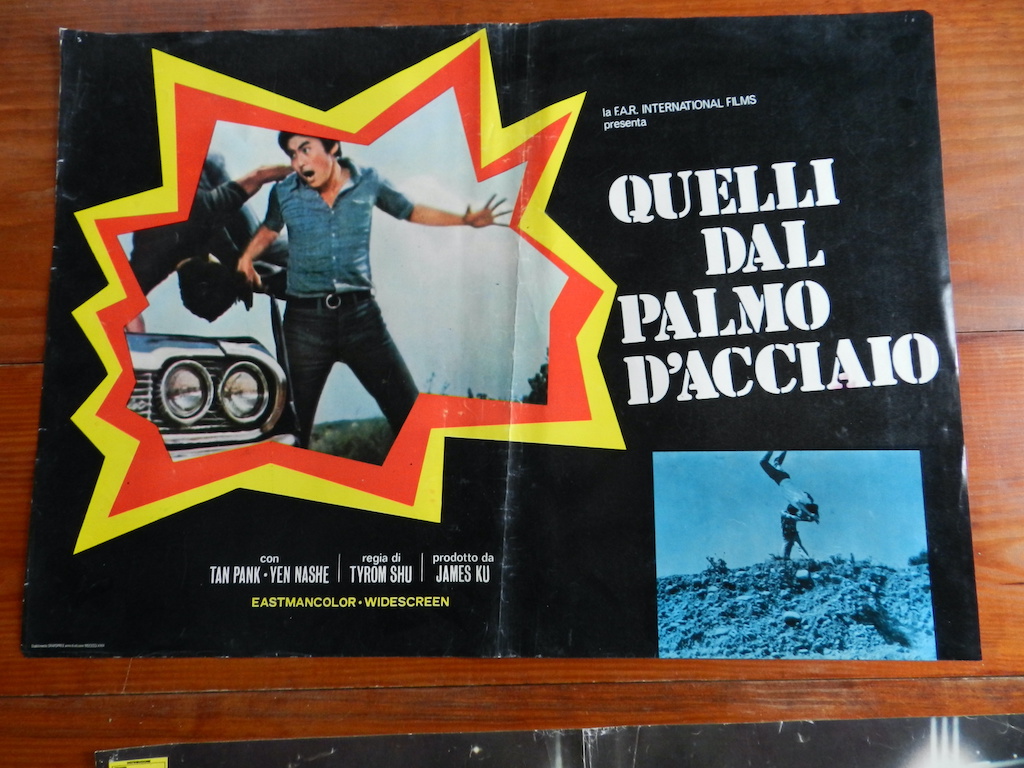 la F.A.R. INTERNATIONAL FILMS
presenta
QUELLI
DAL
PALMO
D'ACCIAIO
con
TAN PANK • YEN NASHE
regia di
TYROM SHU
prodotto da
JAMES KU
EASTMANCOLOR • WIDESCREEN